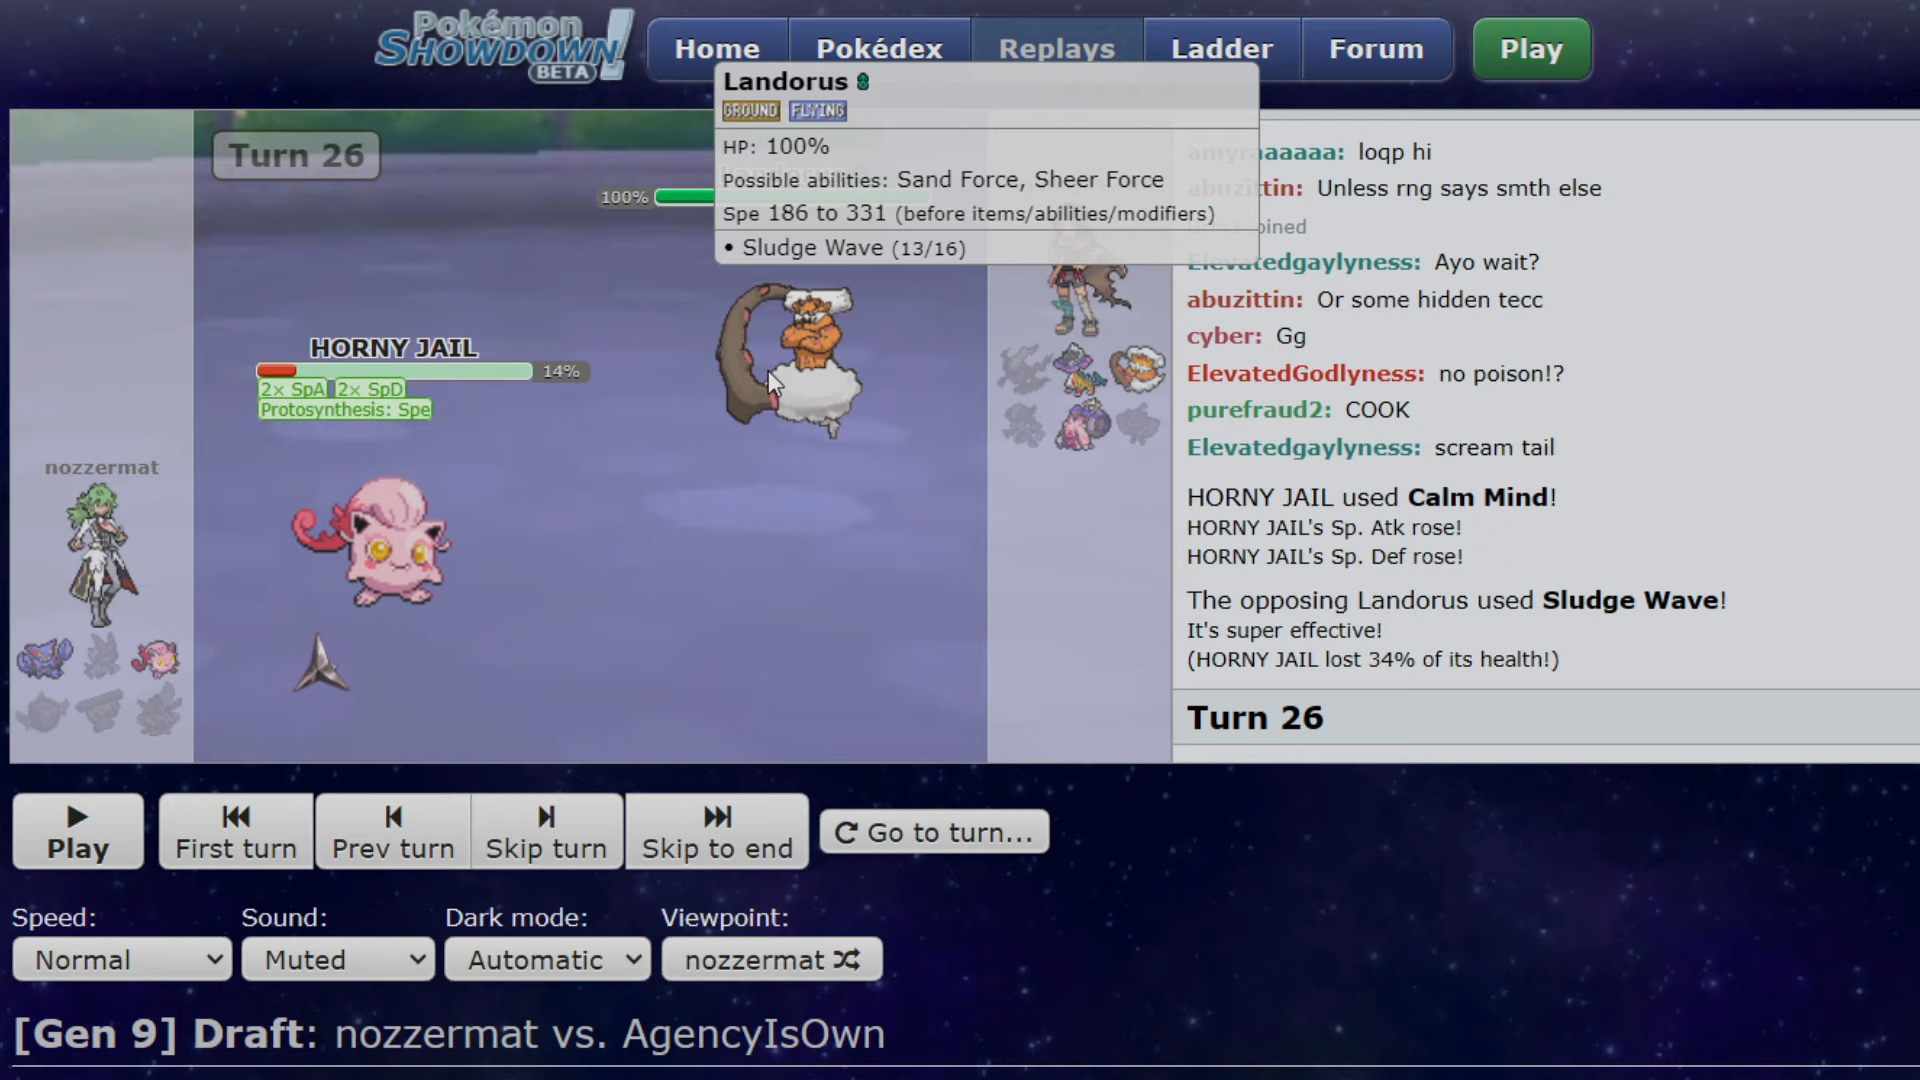 Pokémon
SHOWDOWN!
BETA
Home
Pokédex
Replays
Ladder
Forum
Play
Turn 26
Landorus
GROUND FLYING
HP: 100%
Possible abilities: Sand Force, Sheer Force
Spe 186 to 331 (before items/abilities/modifiers)
• Sludge Wave (13/16)
100%
HORNY JAIL
14%
2× SpA 2× SpD
Protosynthesis: Spe
nozzermat
amyraaaaaa: loqp hi
abuzittin: Unless rng says smth else
joined
Elevatedgaylyness: Ayo wait?
abuzittin: Or some hidden tecc
cyber: Gg
ElevatedGodlyness: no poison!?
purefraud2: COOK
Elevatedgaylyness: scream tail
HORNY JAIL used Calm Mind!
HORNY JAIL's Sp. Atk rose!
HORNY JAIL's Sp. Def rose!
The opposing Landorus used Sludge Wave!
It's super effective!
(HORNY JAIL lost 34% of its health!)
Turn 26
Play
First turn
Prev turn
Skip turn
Skip to end
Go to turn...
Speed:
Normal
Sound:
Muted
Dark mode:
Automatic
Viewpoint:
nozzermat
[Gen 9] Draft: nozzermat vs. AgencyIsOwn